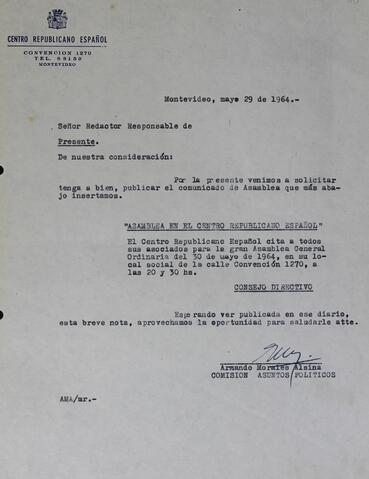 CENTRO REPUBLICANO ESPAÑOL
CONVENCION 1270
MONTEVIDEO
Montevideo, mayo 29 de 1964.-
Señor Redactor Responsable de
Presente.
De nuestra consideración:
Por la presente venimos a solicitar
tenga a bien, publicar el comunicado de Asamblea que más aba-
jo insertamos.
"ASAMBLEA EN EL CENTRO REPUBLICANO ESPAÑOL"
El Centro Republicano Español cita a todos
sus asociados para la gran Asamblea General
Ordinaria del 30 de mayo de 1964, en su lo-
cal social de la calle Convención 1270, a
las 20 y 30 hs.
CONSEJO DIRECTIVO
Esperando ver publicada en ese diario,
esta breve nota, aprovechamos la oportunidad para saludarle atte.
Armando Morales Alsina
COMISION ASUNTOS POLITICOS
AMA/mr.-